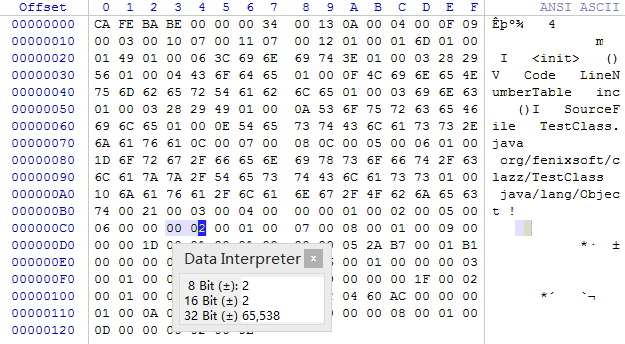 Offset 0 1 2 3 4 5 6 7 8 9 A B C D E F ANSI ASCII
00000000 CA FE BA BE 00 00 00 34 00 13 0A 00 04 00 0F 09 Êþº¾ 4
00000010 00 03 00 10 07 00 11 07 00 12 01 00 01 6D 01 00 m
00000020 01 49 01 00 06 3C 69 6E 69 74 3E 01 00 03 28 29 I <init> ()
00000030 56 01 00 04 43 6F 64 65 01 00 0F 4C 69 6E 65 4E V Code LineN
00000040 75 6D 62 65 72 54 61 62 6C 65 01 00 03 69 6E 63 umberTable inc
00000050 01 00 03 28 29 49 01 00 0A 53 6F 75 72 63 65 46 ()I SourceF
00000060 69 6C 65 01 00 0E 54 65 73 74 43 6C 61 73 73 2E ile TestClass.
00000070 6A 61 76 61 0C 00 07 00 08 0C 00 05 00 06 01 00 java
00000080 1D 6F 72 67 2F 66 65 6E 69 78 73 6F 66 74 2F 63 org/fenixsoft/c
00000090 6C 61 7A 7A 2F 54 65 73 74 43 6C 61 73 73 01 00 lazz/TestClass
000000A0 10 6A 61 76 61 2F 6C 61 6E 67 2F 4F 62 6A 65 63 java/lang/Objec
000000B0 74 00 21 00 03 00 04 00 00 00 01 00 02 00 05 00 t !
000000C0 06 00 00 00 02 00 01 00 07 00 08 00 01 00 09 00
000000D0 00 00 1D 05 2A B7 00 01 B1 *· ±
000000E0 00 00 00 01 00 00 00 03
000000F0 00 01 00 00 00 1F 00 02
00000100 00 01 00 04 60 AC 00 00 00 *´ `¬
00000110 01 00 0A 00 00 00 08 00 01 00
00000120 0D 00 00
Data Interpreter x
8 Bit (±): 2
16 Bit (±) 2
32 Bit (±) 65,538